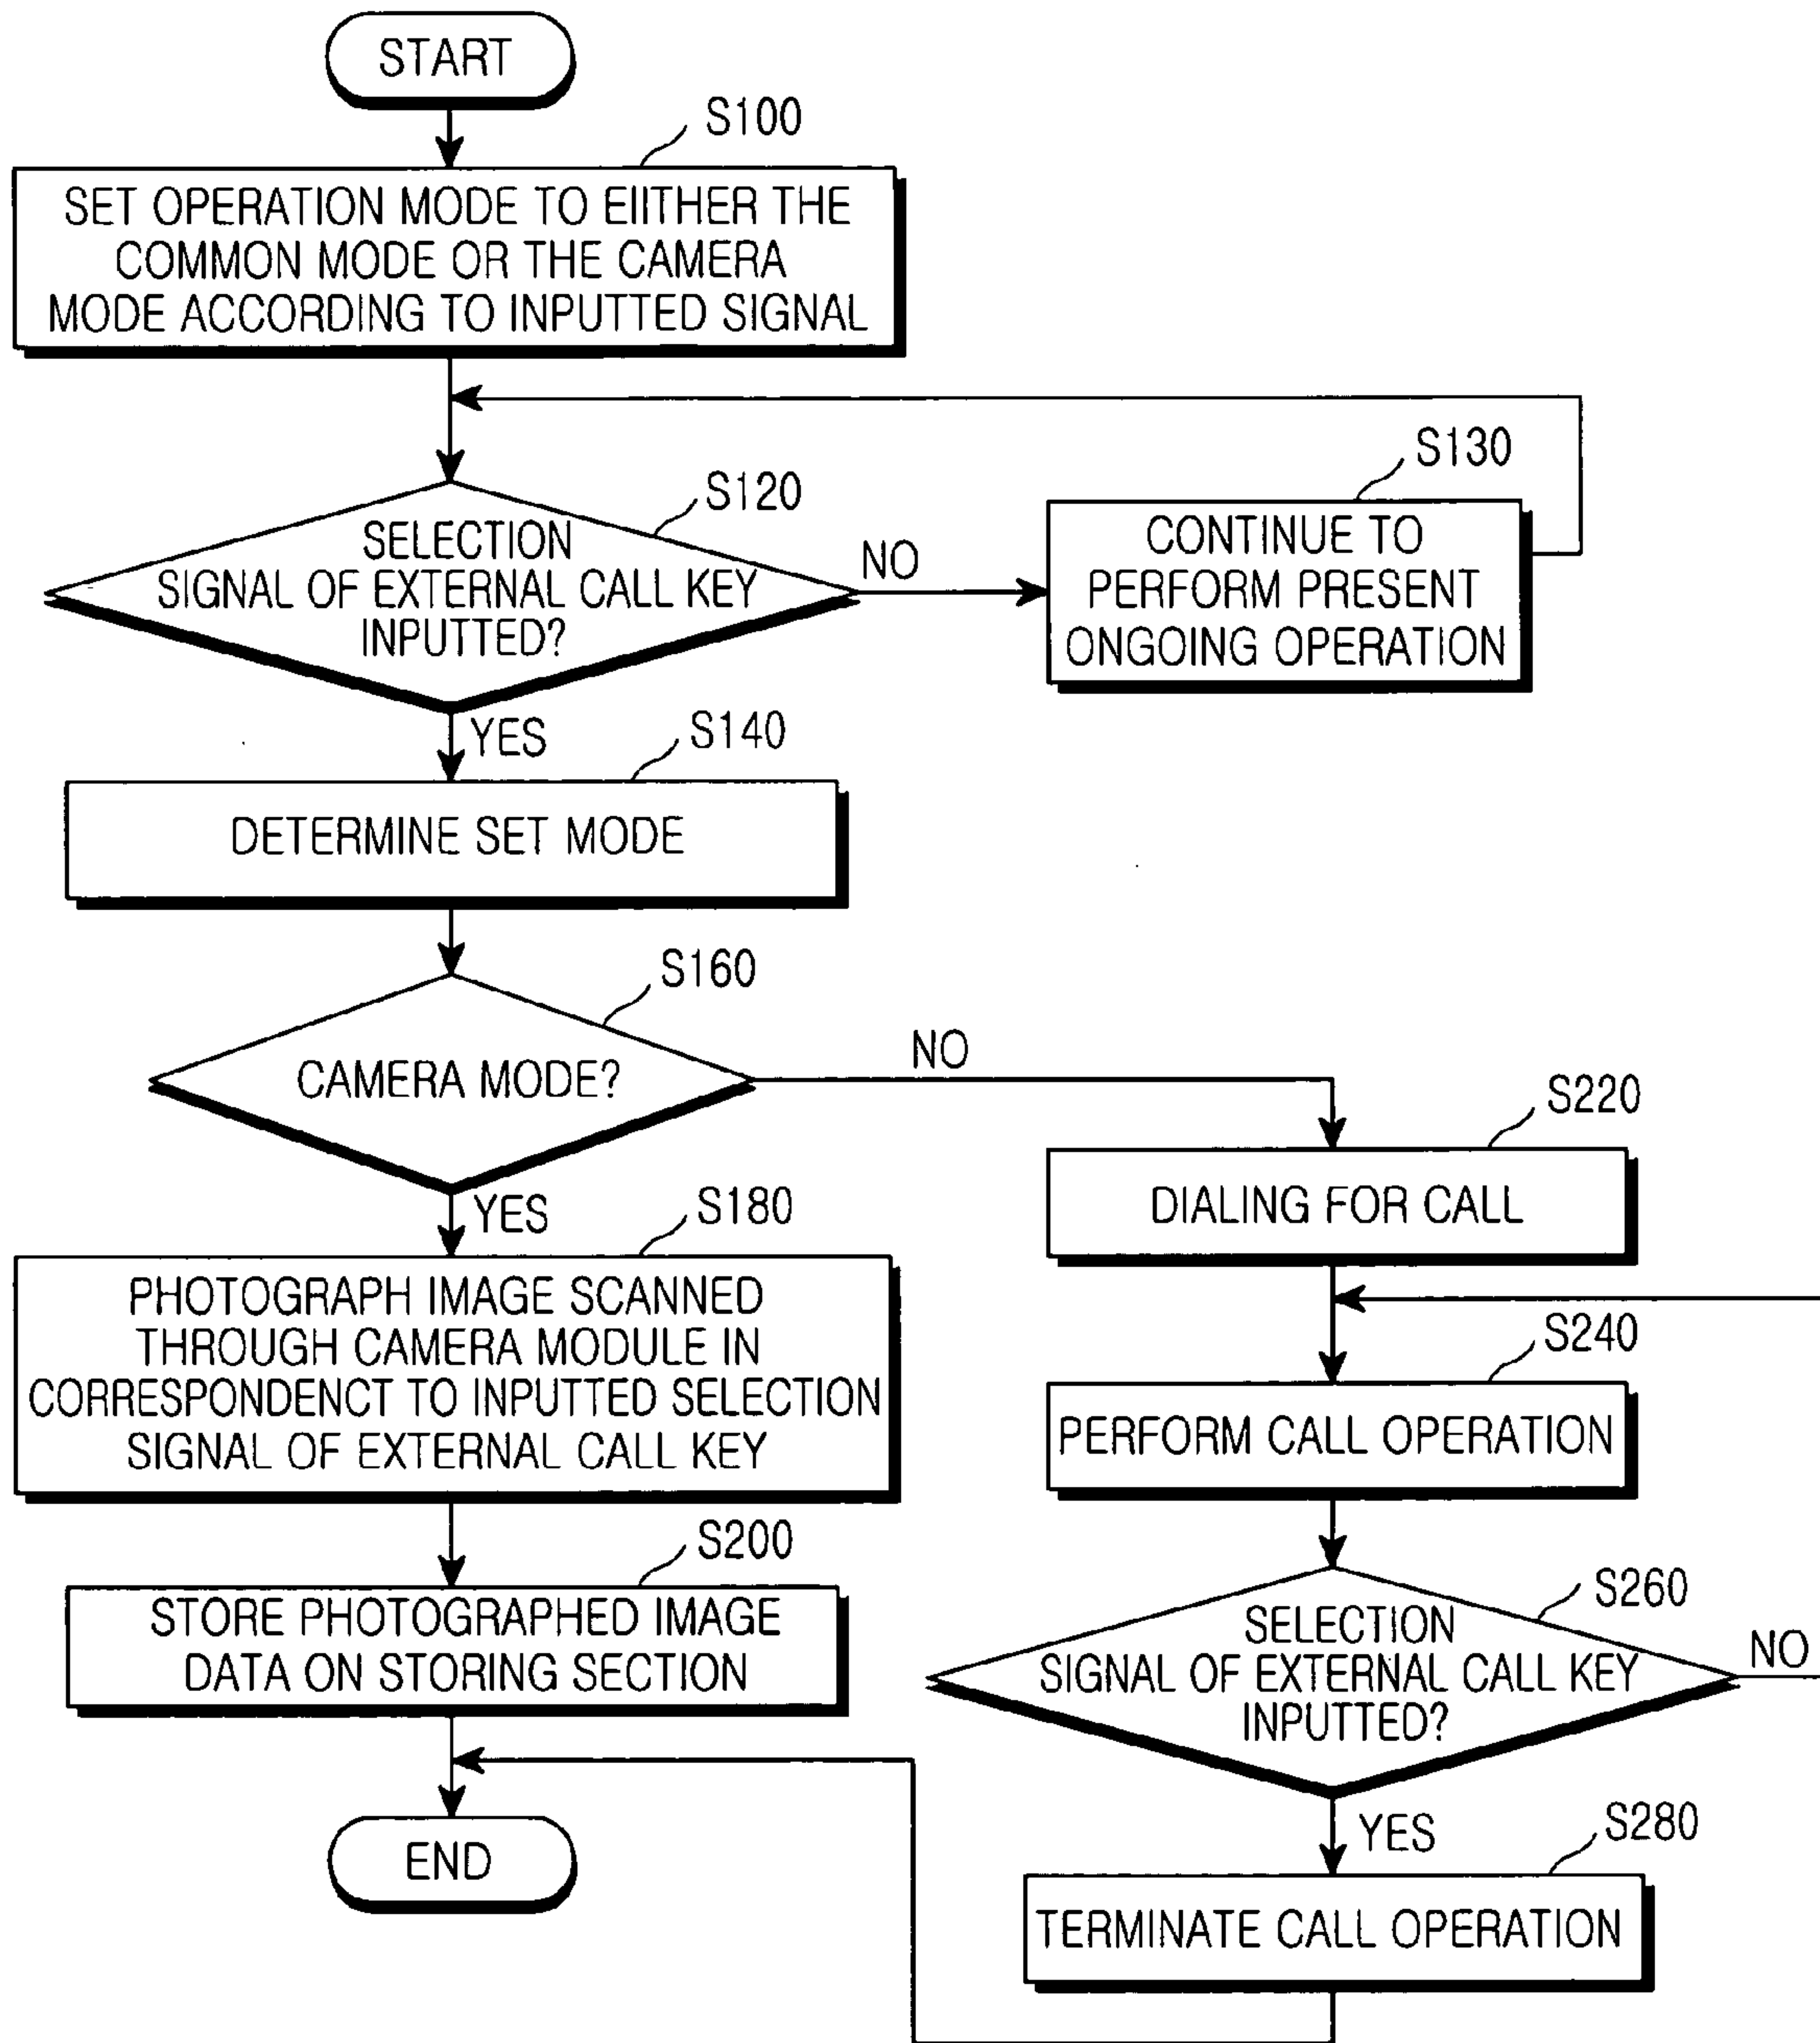 START
S100
SET OPERATION MODE TO EIITHER THE
COMMON MODE OR THE CAMERA
MODE ACCORDING TO INPUTTED SIGNAL
S120
SELECTION
SIGNAL OF EXTERNAL CALL KEY
INPUTTED?
NO
S130
CONTINUE TO
PERFORM PRESENT
ONGOING OPERATION
YES
S140
DETERMINE SET MODE
S160
CAMERA MODE?
NO
YES
S180
PHOTOGRAPH IMAGE SCANNED
THROUGH CAMERA MODULE IN
CORRESPONDENCT TO INPUTTED SELECTION
SIGNAL OF EXTERNAL CALL KEY
S200
STORE PHOTOGRAPHED IMAGE
DATA ON STORING SECTION
END
S220
DIALING FOR CALL
S240
PERFORM CALL OPERATION
S260
SELECTION
SIGNAL OF EXTERNAL CALL KEY
INPUTTED?
NO
YES
S280
TERMINATE CALL OPERATION